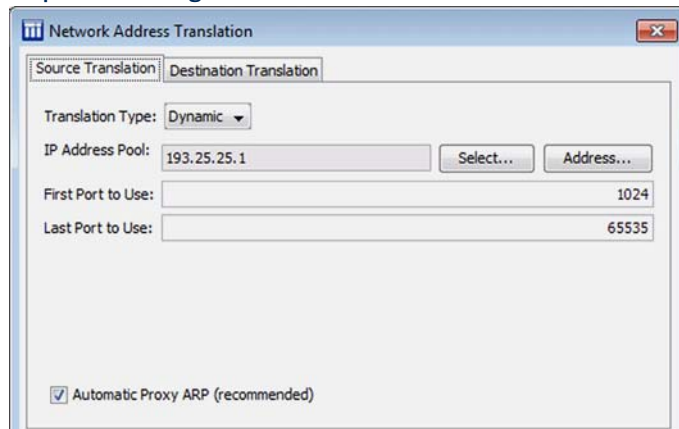 Network Address Translation
Source Translation Destination Translation
Translation Type: Dynamic
IP Address Pool: 193.25.25.1 Select... Address...
First Port to Use: 1024
Last Port to Use: 65535
Automatic Proxy ARP (recommended)